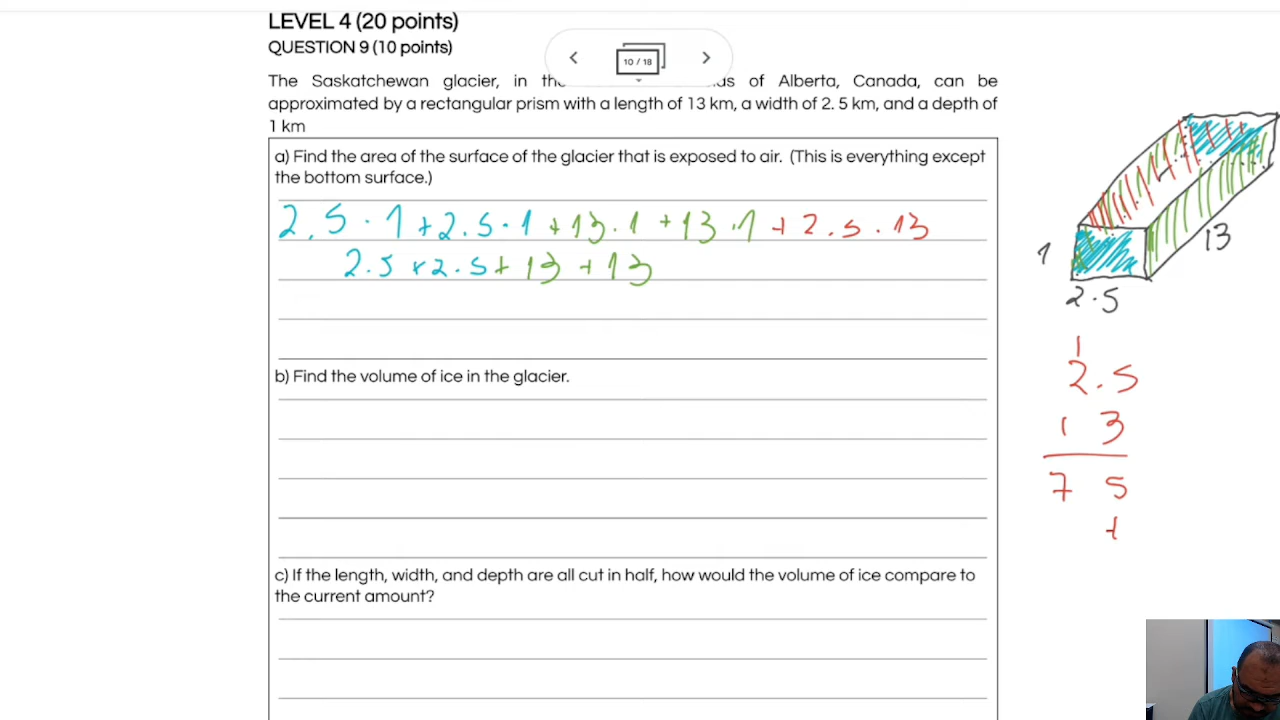 LEVEL 4 (20 points)
QUESTION 9 (10 points)
10 / 18
The Saskatchewan glacier, in the of Alberta, Canada, can be
approximated by a rectangular prism with a length of 13 km, a width of 2. 5 km, and a depth of
1 km
a) Find the area of the surface of the glacier that is exposed to air. (This is everything except
the bottom surface.)
2.5 · 1 + 2.5 · 1 + 13 · 1 + 13 · 1 + 2.5 · 13
2.5 + 2.5 + 13 + 13
b) Find the volume of ice in the glacier.
c) If the length, width, and depth are all cut in half, how would the volume of ice compare to
the current amount?
1
13
2.5
1
2.5
1 3
7 5
+